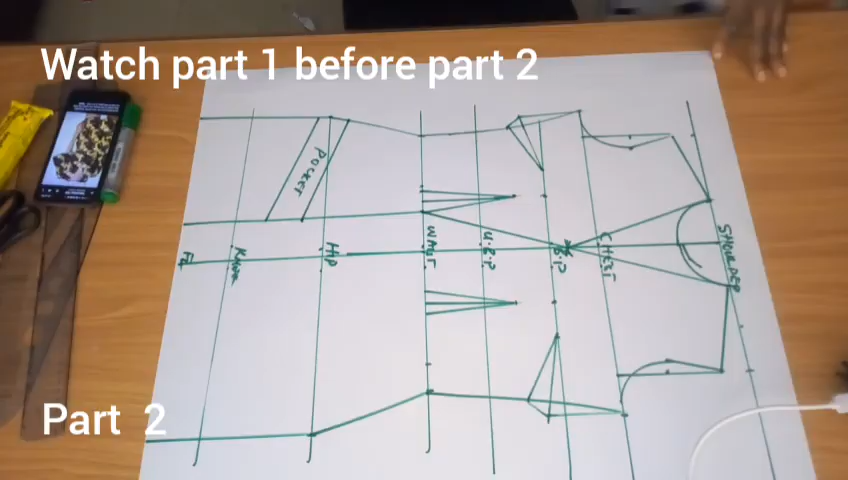 Watch part 1 before part 2
POCKET
FL
Knee
HIP
WAIST
U.B.P.
B.P
CHEST
SHOULDER
Part 2